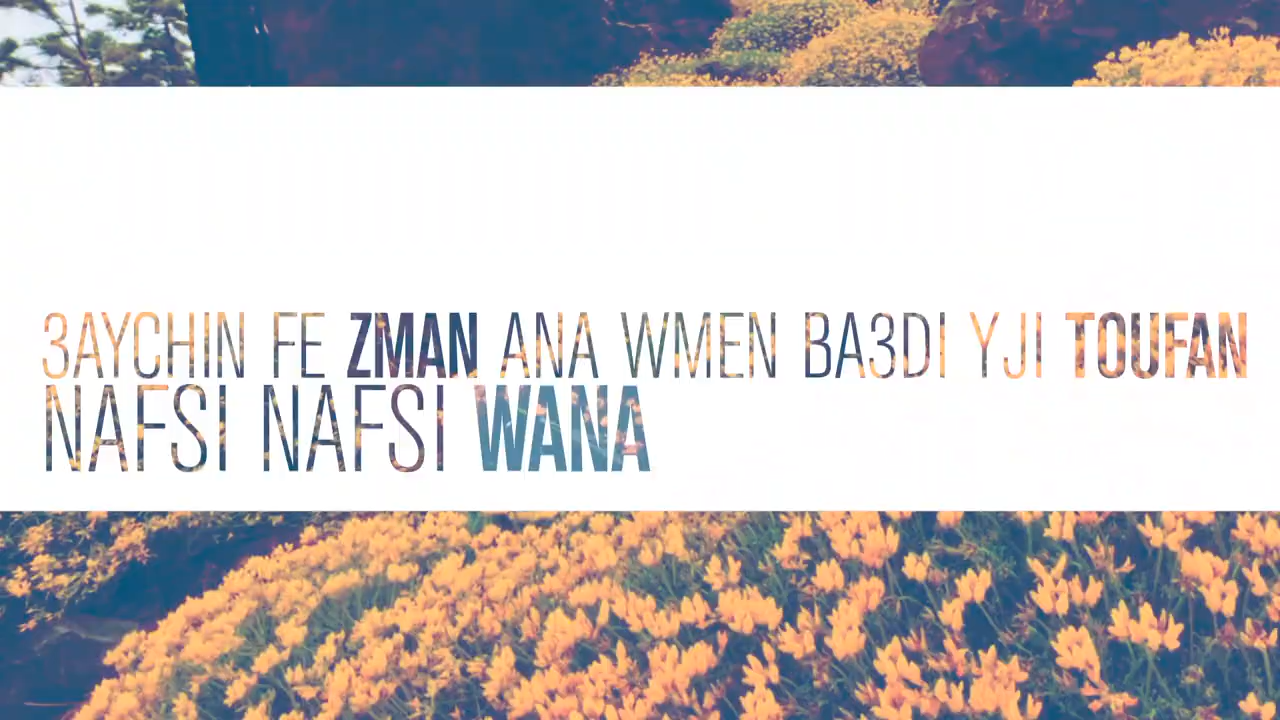 3AYCHIN FE ZMAN ANA WMEN BA3DI YJI TOUFAN
NAFSI NAFSI WANA